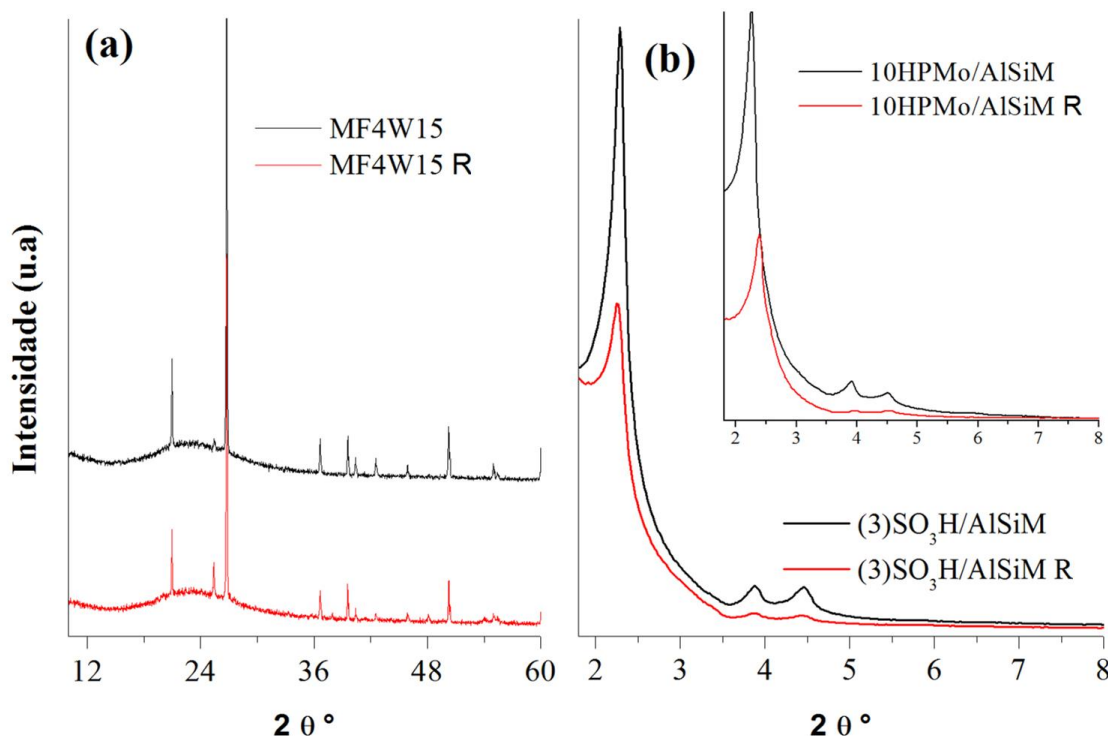 (a)
MF4W15
MF4W15 R
Intensidade (u.a)
12 24 36 48 60
2 θ °
(b)
10HPMo/AlSiM
10HPMo/AlSiM R
2 3 4 5 6 7 8
(3)SO₃H/AlSiM
(3)SO₃H/AlSiM R
2 3 4 5 6 7 8
2 θ °